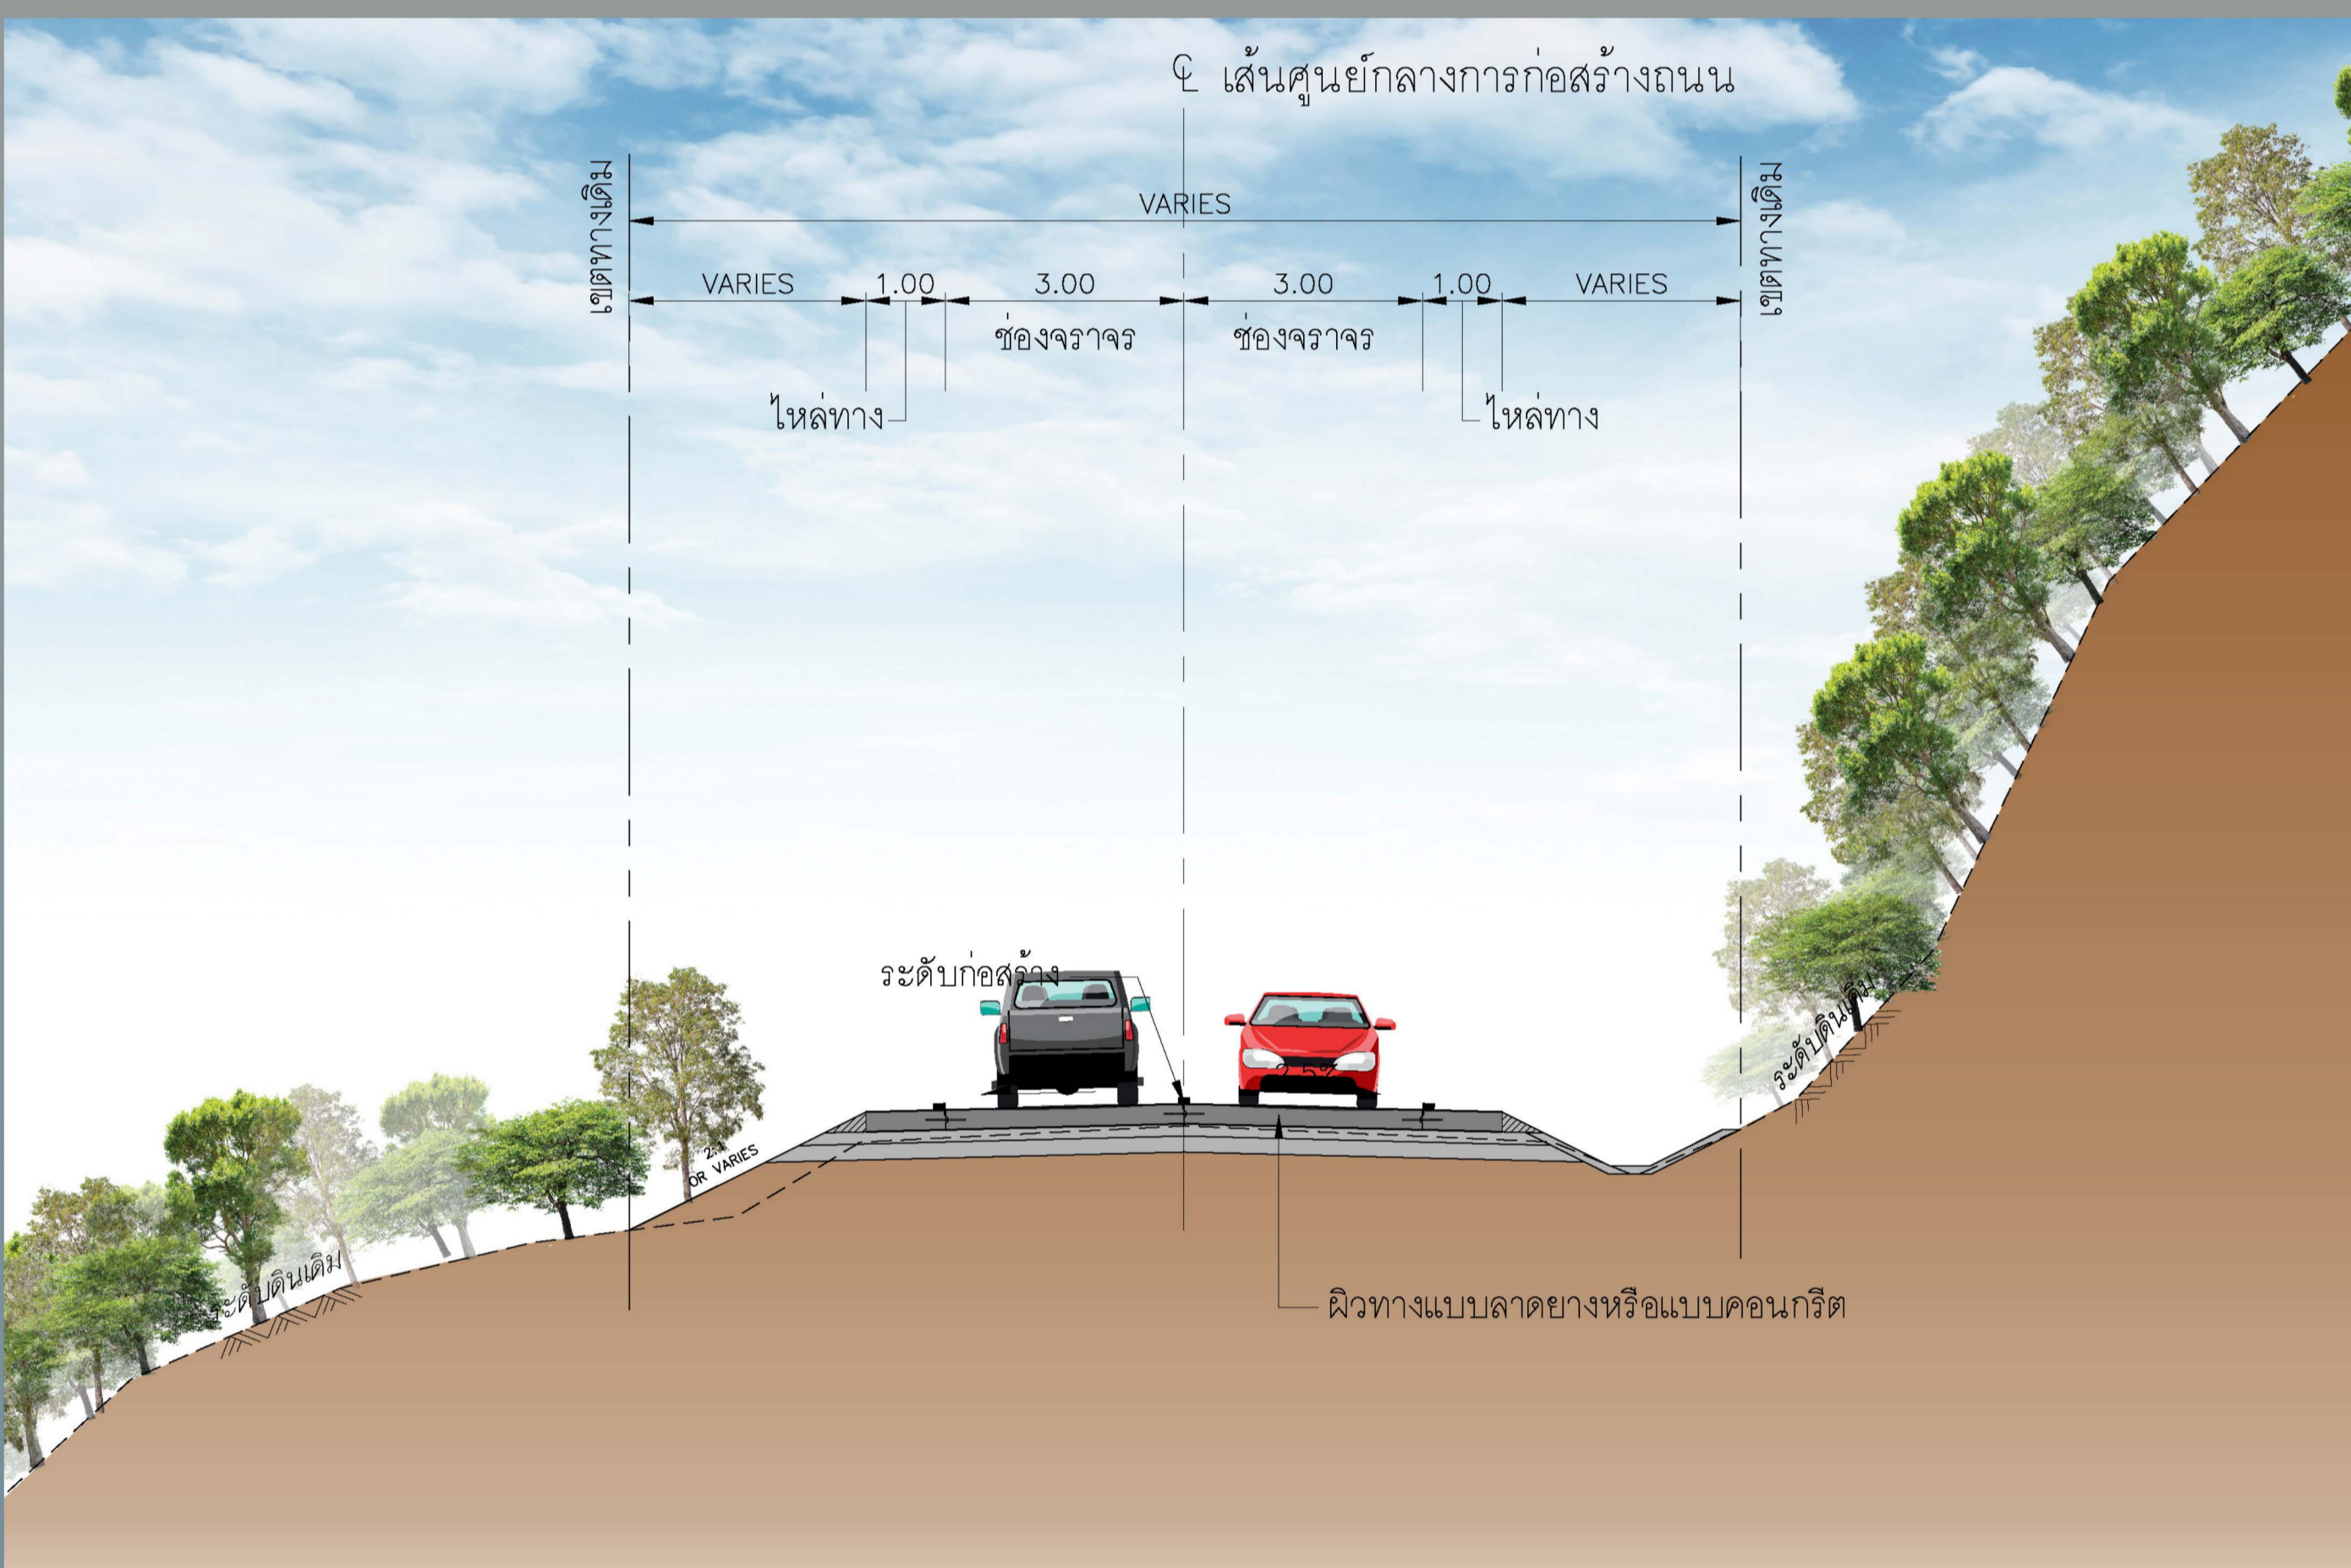 ℄ เส้นศูนย์กลางการก่อสร้างถนน
เขตทางเดิม
เขตทางเดิม
VARIES
VARIES 1.00 3.00 3.00 1.00 VARIES
ช่องจราจร ช่องจราจร
ไหล่ทาง ไหล่ทาง
ระดับก่อสร้าง
ระดับดินเดิม
2.5%
2:1
OR VARIES
ระดับดินเดิม
ผิวทางแบบลาดยางหรือแบบคอนกรีต